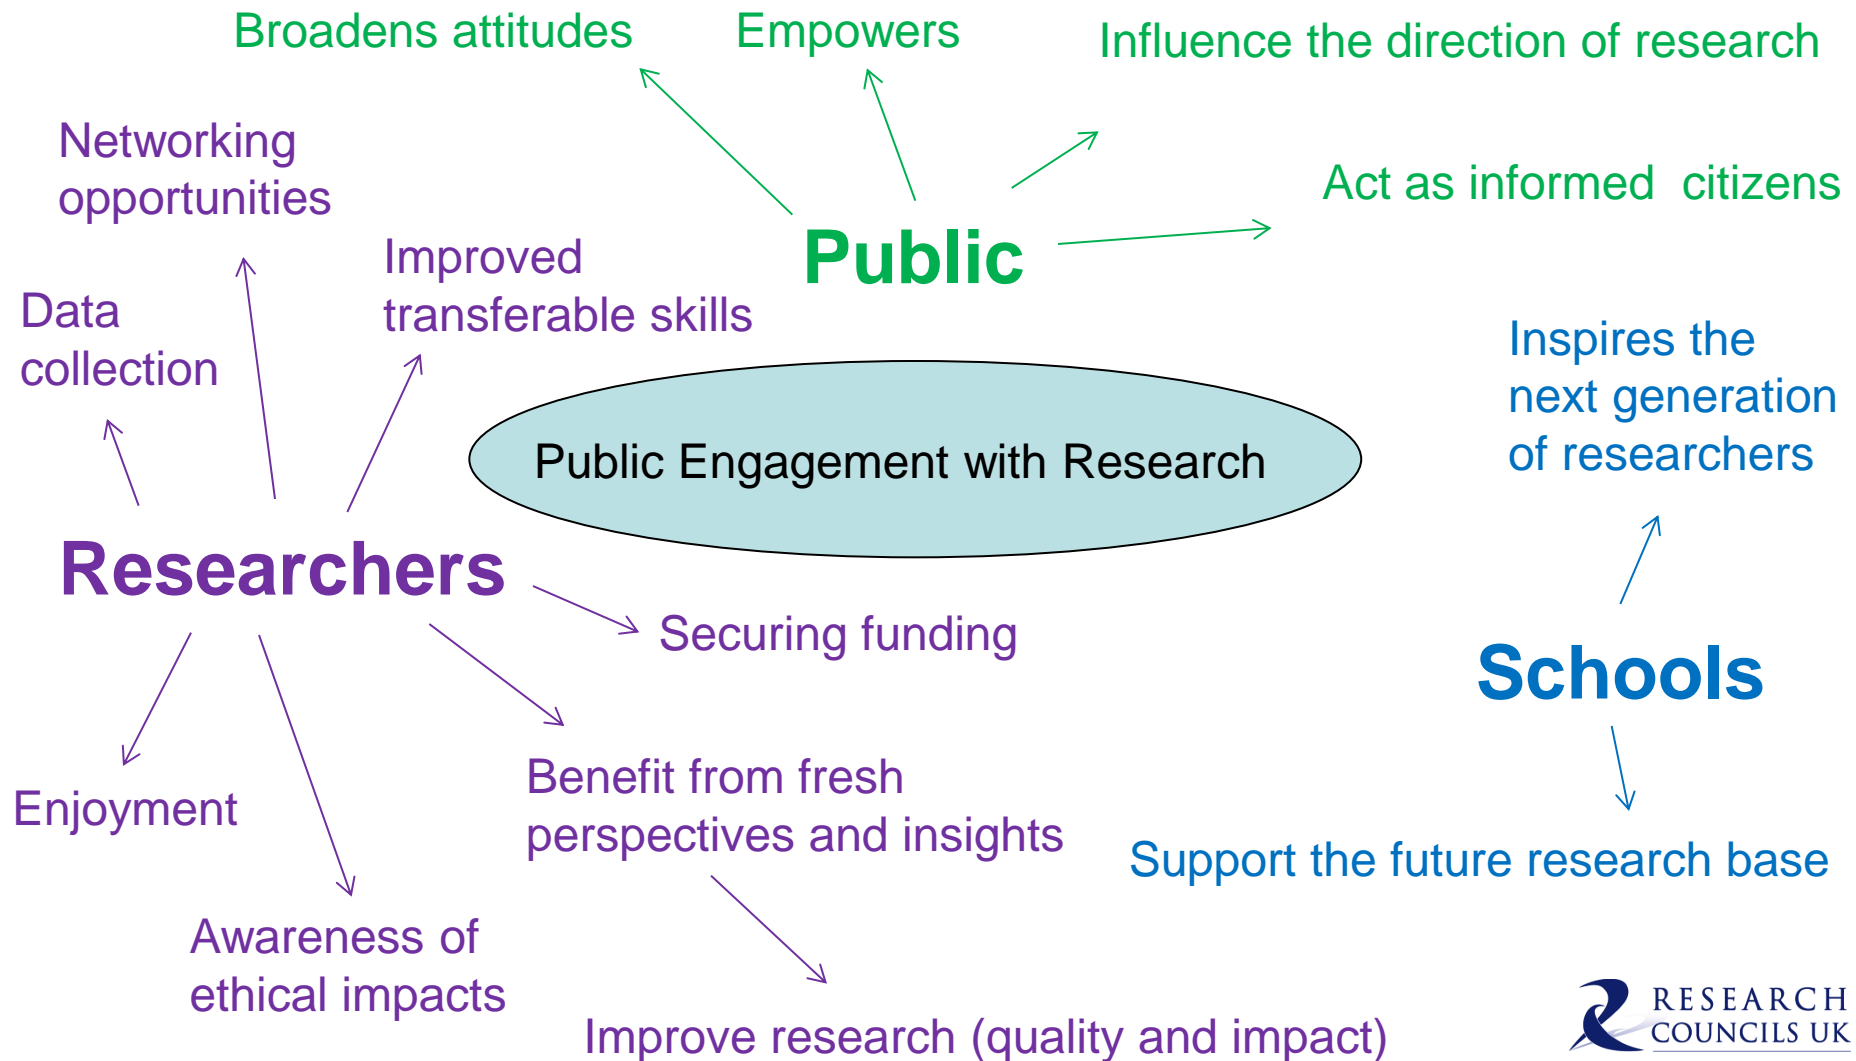 Broadens attitudes
Empowers
Influence the direction of research
Networking
opportunities
Act as informed  citizens
Public
Improved
transferable skills
Data
collection
Inspires the
next generation
of researchers
Public Engagement with Research
Researchers
Securing funding
Schools
Enjoyment
Benefit from fresh
perspectives and insights
Support the future research base
Awareness of
ethical impacts
Improve research (quality and impact)
RESEARCH
COUNCILS UK